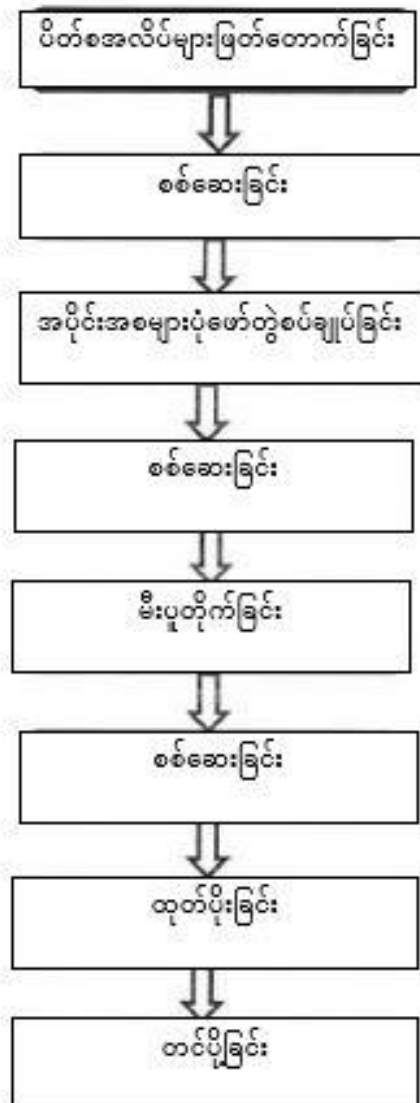 ပိတ်စအလိပ်များဖြတ်တောက်ခြင်း
စစ်ဆေးခြင်း
အပိုင်းအစများပုံဖော်တွဲစပ်ချုပ်ခြင်း
စစ်ဆေးခြင်း
မီးပူတိုက်ခြင်း
စစ်ဆေးခြင်း
ထုတ်ပိုးခြင်း
တင်ပို့ခြင်း